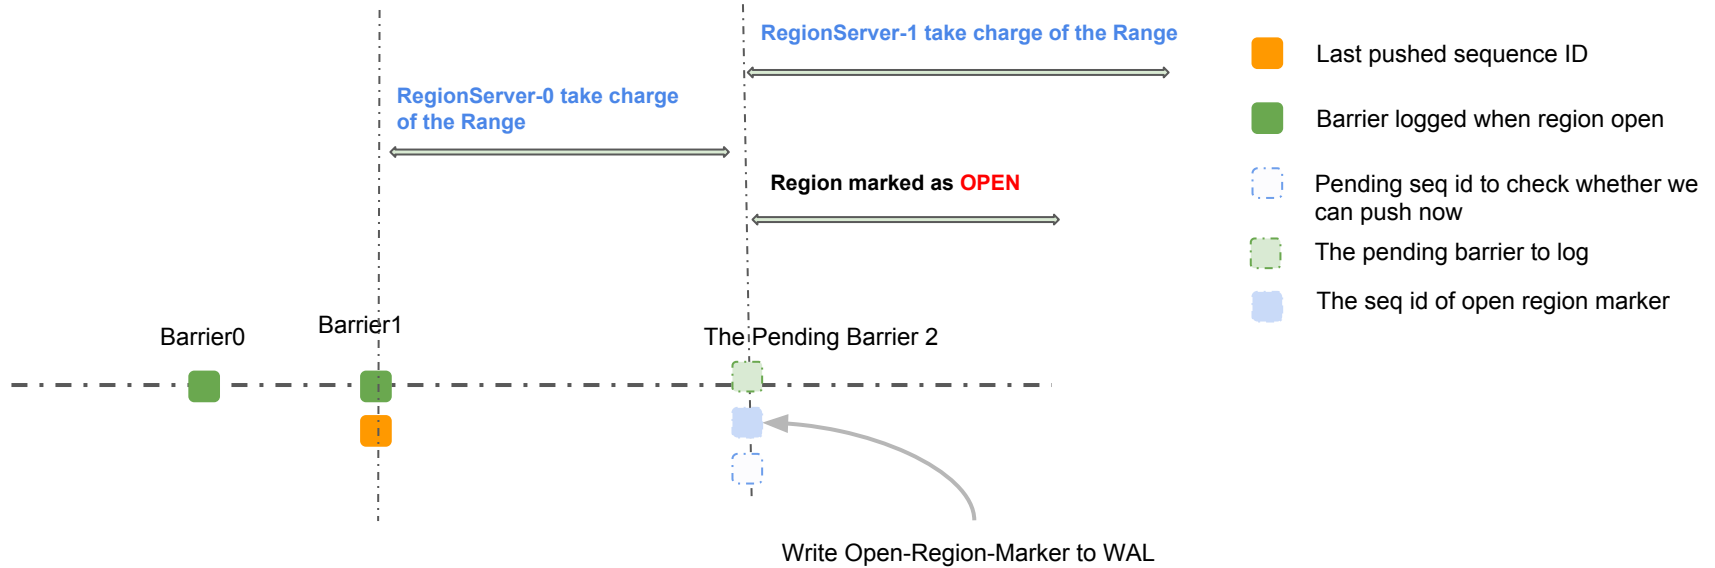 RegionServer-1 take charge of the Range
RegionServer-0 take charge
of the Range
Region marked as OPEN
Barrier0
Barrier1
The Pending Barrier 2
Write Open-Region-Marker to WAL
Last pushed sequence ID
Barrier logged when region open
Pending seq id to check whether we
can push now
The pending barrier to log
The seq id of open region marker